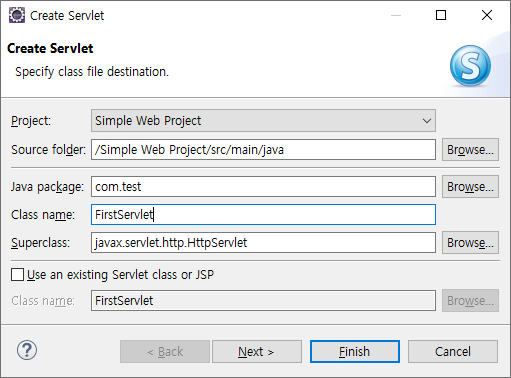 Create Servlet
Create Servlet
Specify class file destination.
S
Project: Simple Web Project
Source folder: /Simple Web Project/src/main/java Browse...
Java package: com.test Browse...
Class name: FirstServlet
Superclass: javax.servlet.http.HttpServlet Browse...
Use an existing Servlet class or JSP
Class name: FirstServlet Browse...
? < Back Next > Finish Cancel